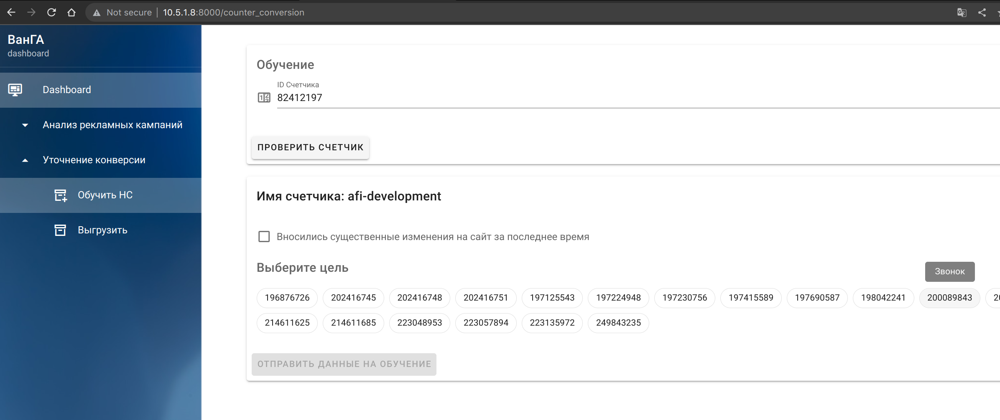 Not secure | 10.5.1.8:8000/counter_conversion
ВанГА
dashboard
Dashboard
Анализ рекламных кампаний
Уточнение конверсии
Обучить НС
Выгрузить
Обучение
ID Счетчика
82412197
ПРОВЕРИТЬ СЧЕТЧИК
Имя счетчика: afi-development
Вносились существенные изменения на сайт за последнее время
Выберите цель
Звонок
196876726 202416745 202416748 202416751 197125543 197224948 197230756 197415589 197690587 198042241 200089843
214611625 214611685 223048953 223057894 223135972 249843235
ОТПРАВИТЬ ДАННЫЕ НА ОБУЧЕНИЕ